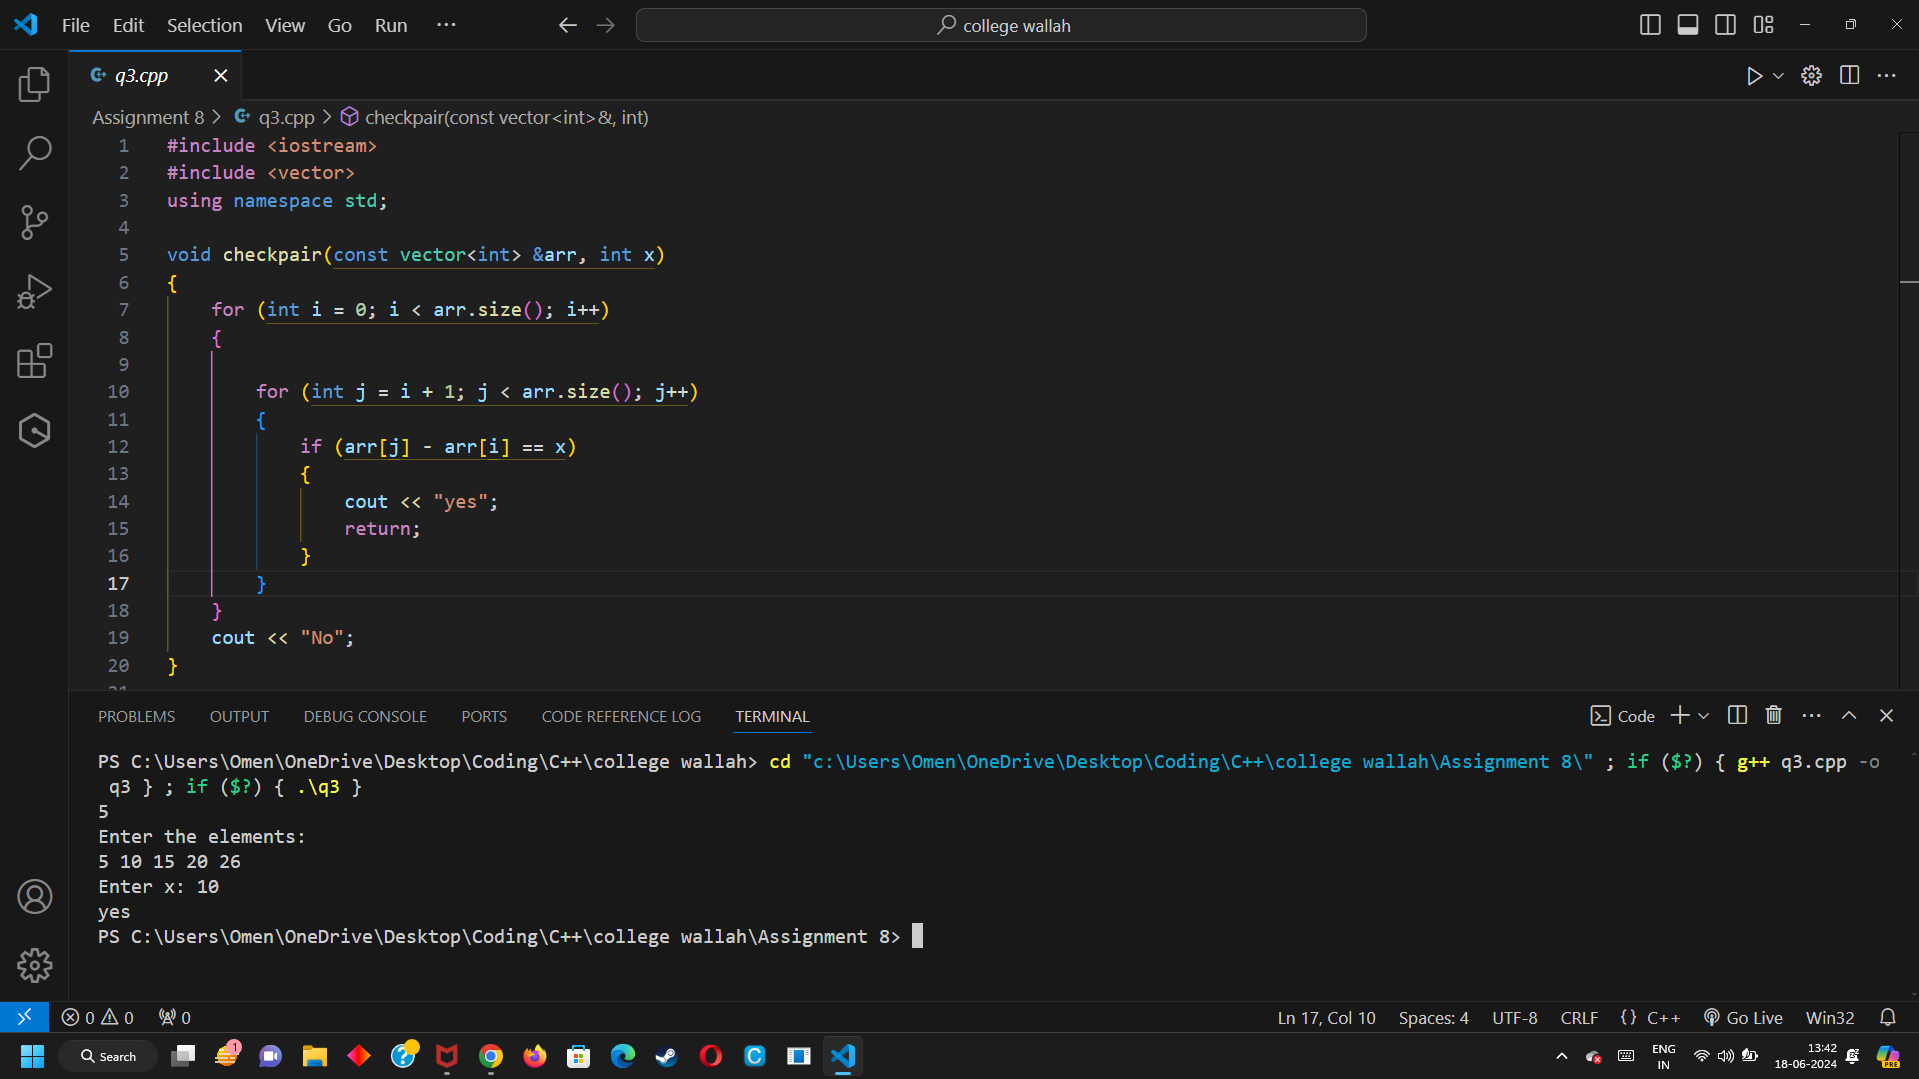 File Edit Selection View Go Run ··· college wallah
q3.cpp
Assignment 8 > q3.cpp > checkpair(const vector<int>&, int)
1 #include <iostream>
2 #include <vector>
3 using namespace std;
4
5 void checkpair(const vector<int> &arr, int x)
6 {
7     for (int i = 0; i < arr.size(); i++)
8     {
9
10         for (int j = i + 1; j < arr.size(); j++)
11         {
12             if (arr[j] - arr[i] == x)
13             {
14                 cout << "yes";
15                 return;
16             }
17         }
18     }
19     cout << "No";
20 }
PROBLEMS OUTPUT DEBUG CONSOLE PORTS CODE REFERENCE LOG TERMINAL Code
PS C:\Users\Omen\OneDrive\Desktop\Coding\C++\college wallah> cd "c:\Users\Omen\OneDrive\Desktop\Coding\C++\college wallah\Assignment 8\" ; if ($?) { g++ q3.cpp -o
q3 } ; if ($?) { .\q3 }
5
Enter the elements:
5 10 15 20 26
Enter x: 10
yes
PS C:\Users\Omen\OneDrive\Desktop\Coding\C++\college wallah\Assignment 8>
0 0 0 Ln 17, Col 10 Spaces: 4 UTF-8 CRLF {} C++ Go Live Win32
Search 1 ENG IN 13:42 18-06-2024 PRE